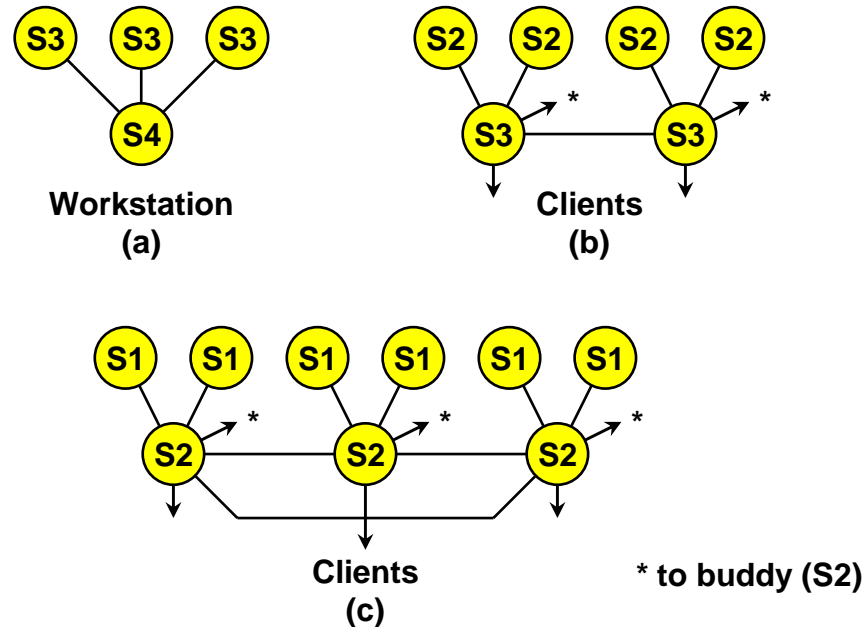 S3 S3 S3
S4
Workstation
(a)
S2 S2 S2 S2
* *
S3 S3
Clients
(b)
S1 S1 S1 S1 S1 S1
* * *
S2 S2 S2
Clients
(c)
* to buddy (S2)